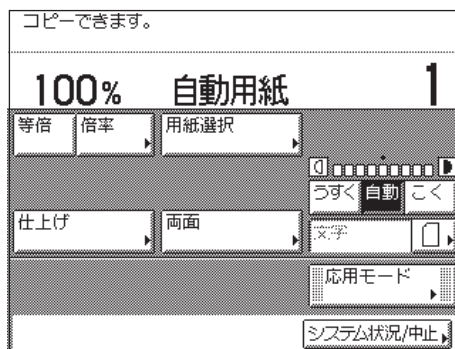 コピーできます。
100% 自動用紙 1
等倍 倍率 用紙選択
うすく 自動 こく
仕上げ 両面 文字
応用モード
システム状況/中止